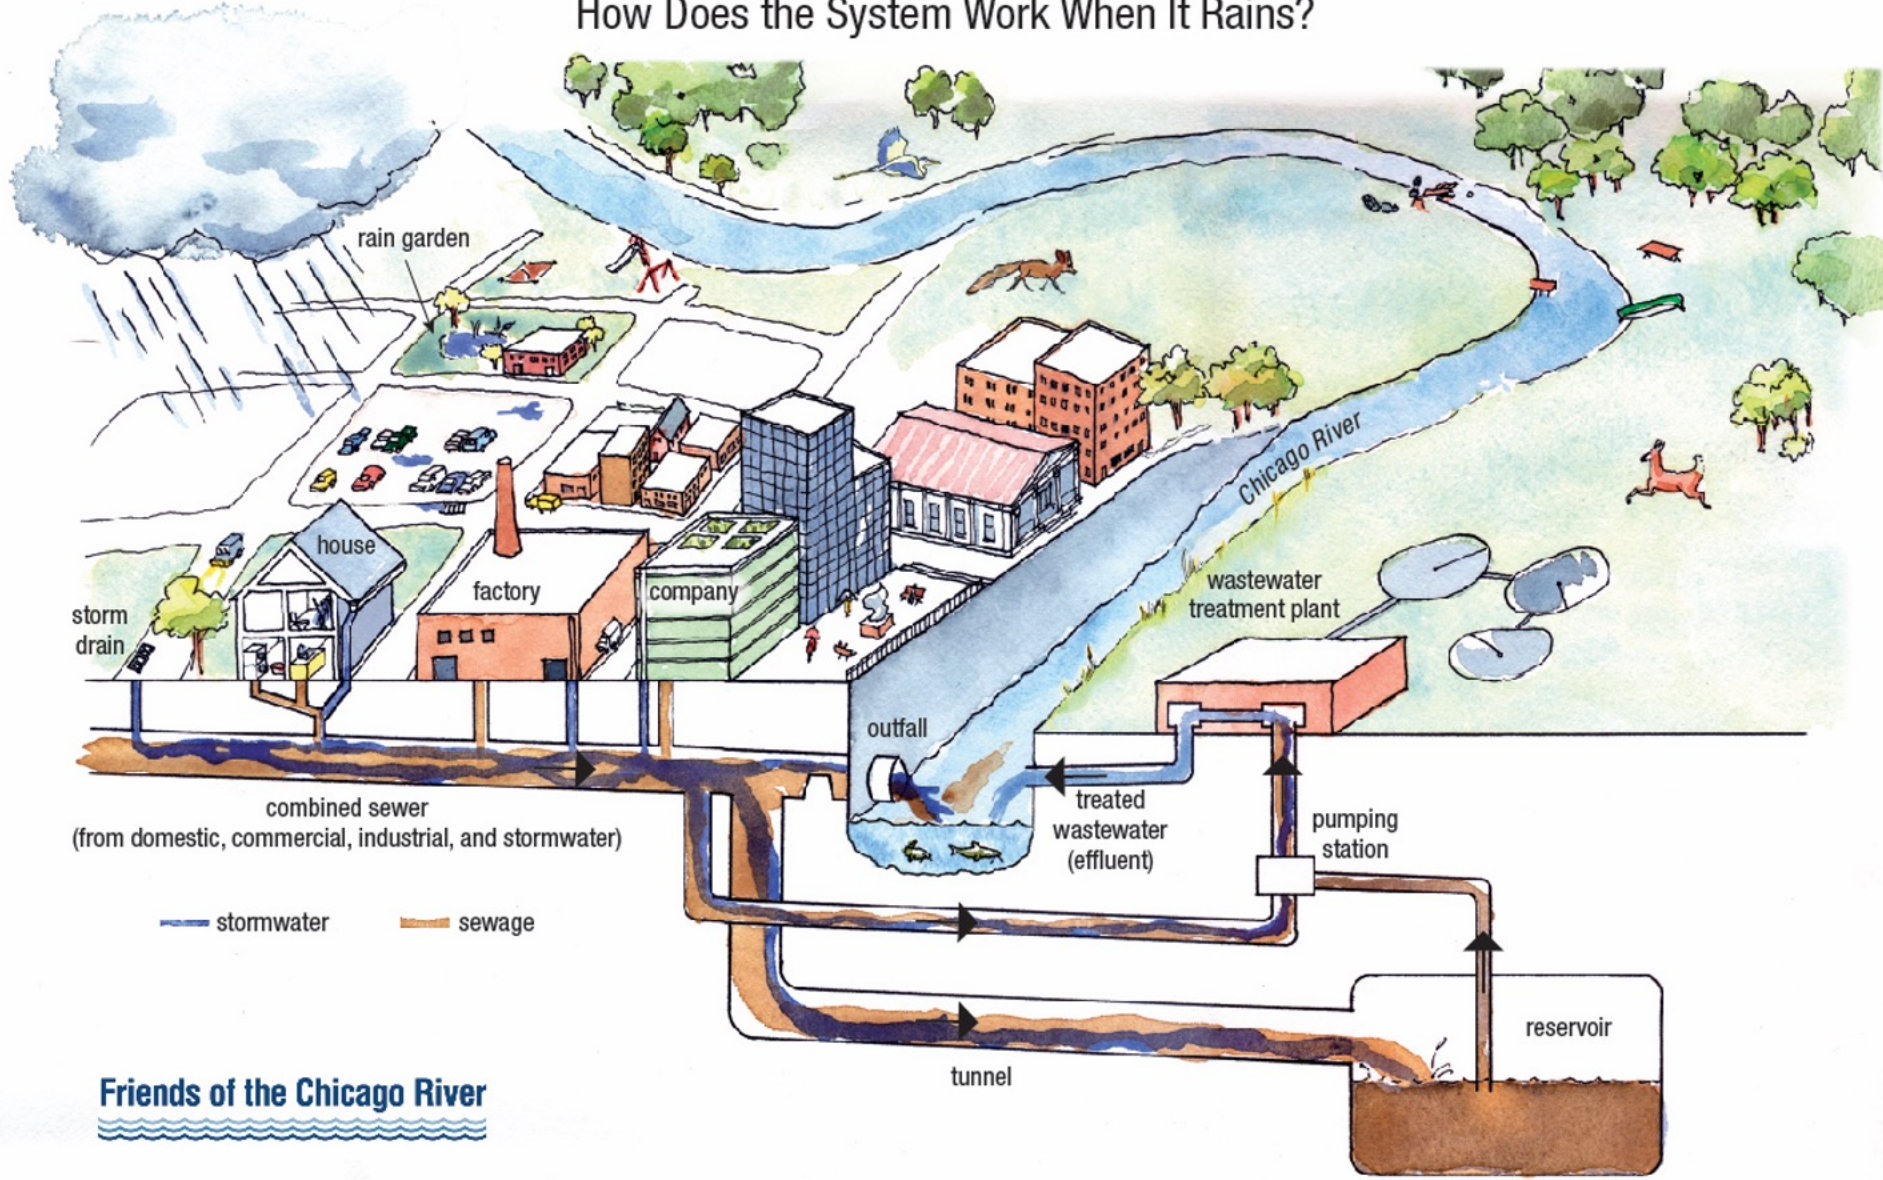 How Does the System Work When It Rains?
rain garden
Chicago River
house
factory
company
storm
drain
wastewater
treatment plant
outfall
treated
wastewater
(effluent)
pumping
station
combined sewer
(from domestic, commercial, industrial, and stormwater)
stormwater
sewage
reservoir
tunnel
Friends of the Chicago River